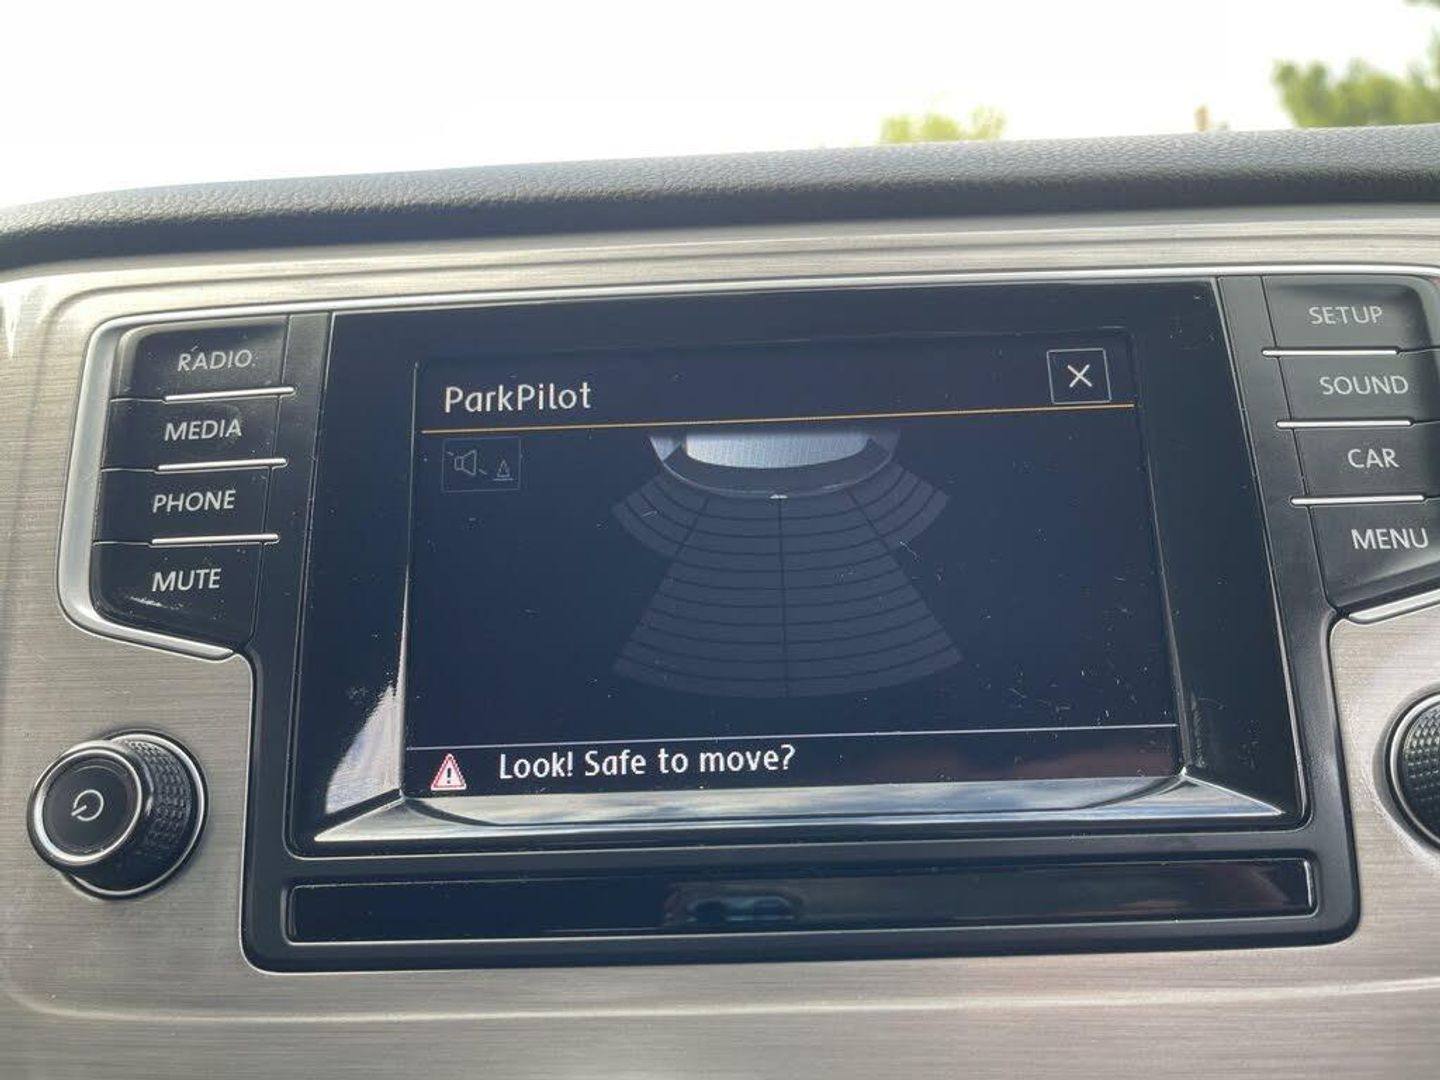 RADIO
MEDIA
PHONE
MUTE
ParkPilot
Look! Safe to move?
SETUP
SOUND
CAR
MENU